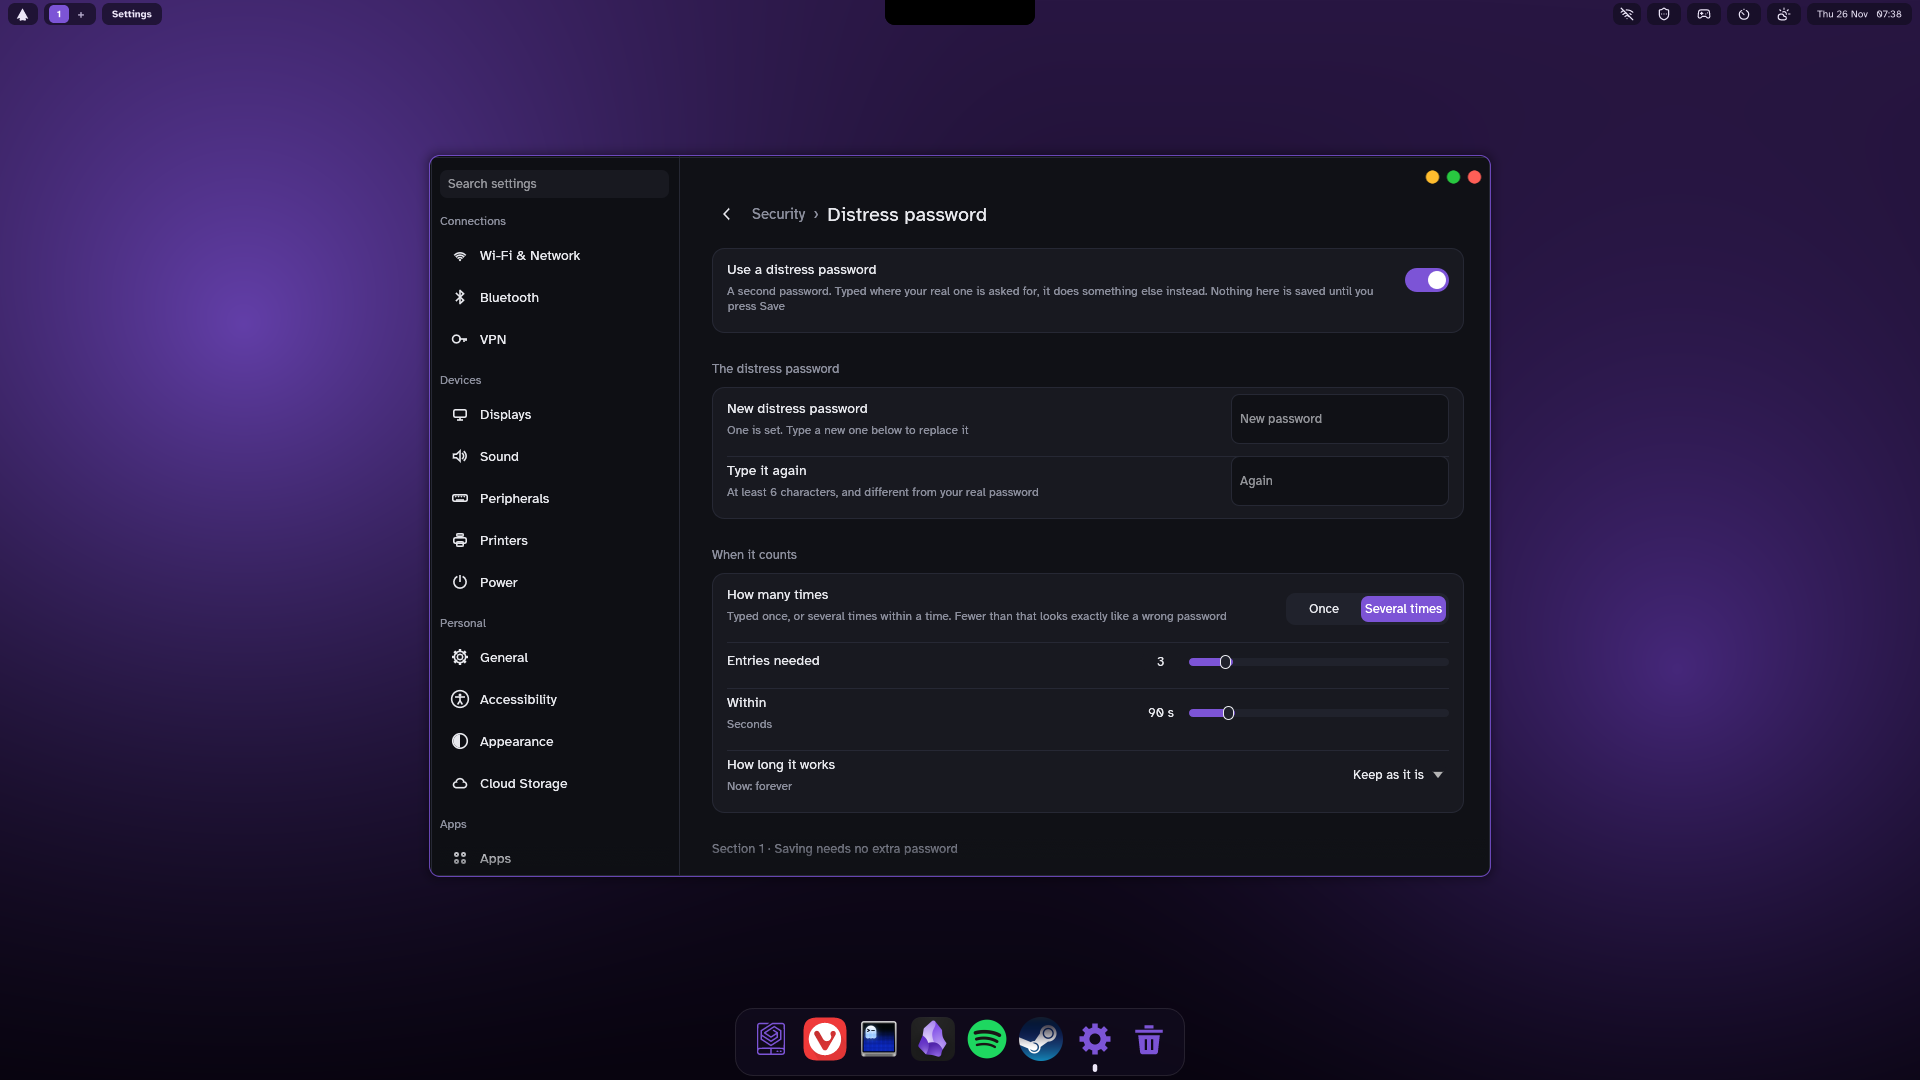 1 + Settings
Thu 26 Nov 07:38
Search settings
Connections
Wi-Fi & Network
Bluetooth
VPN
Devices
Displays
Sound
Peripherals
Printers
Power
Personal
General
Accessibility
Appearance
Cloud Storage
Apps
Apps
Security › Distress password
Use a distress password
A second password. Typed where your real one is asked for, it does something else instead. Nothing here is saved until you
press Save
The distress password
New distress password
One is set. Type a new one below to replace it
New password
Type it again
At least 6 characters, and different from your real password
Again
When it counts
How many times
Typed once, or several times within a time. Fewer than that looks exactly like a wrong password
Once
Several times
Entries needed
3
Within
Seconds
90 s
How long it works
Now: forever
Keep as it is
Section 1 · Saving needs no extra password